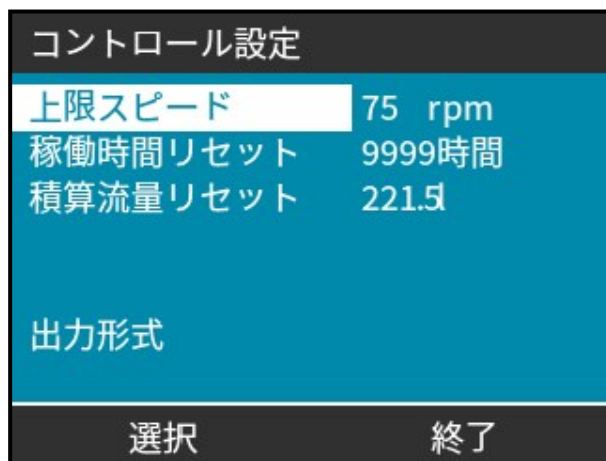 コントロール設定
上限スピード 75 rpm
稼働時間リセット 9999時間
積算流量リセット 221.5l
出力形式
選択 終了